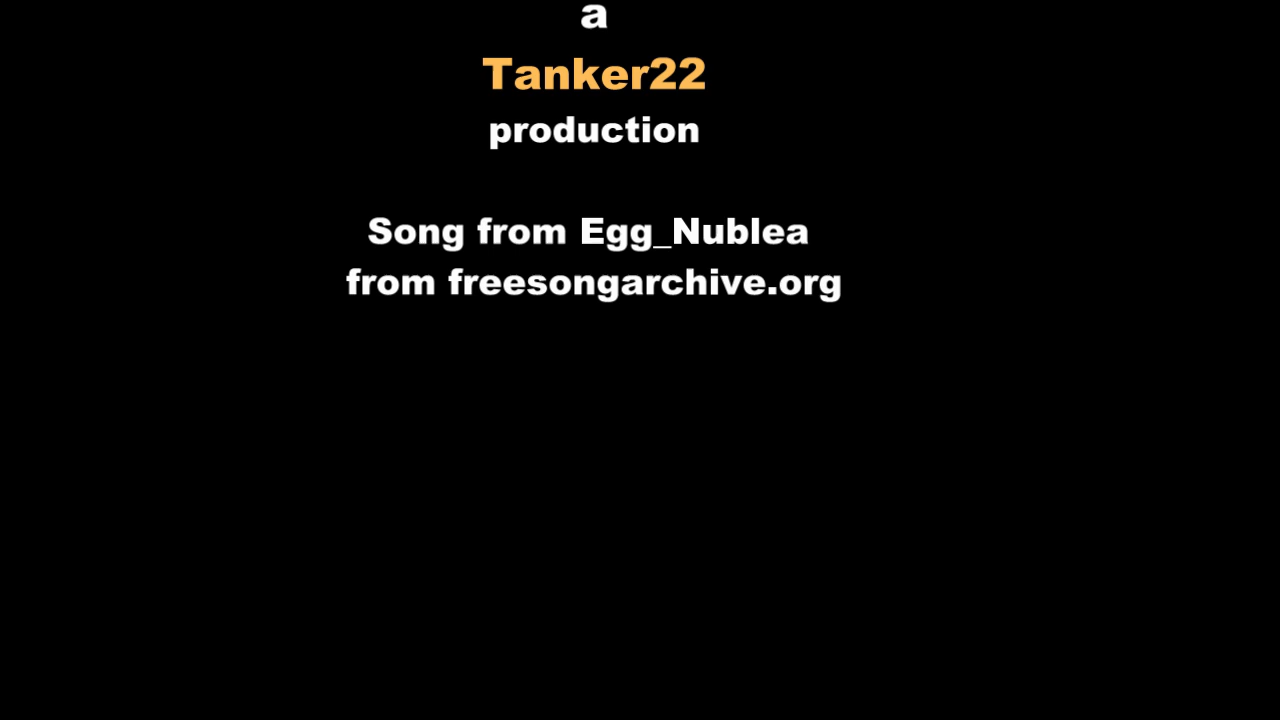 a
Tanker22
production
Song from Egg_Nublea
from freesongarchive.org